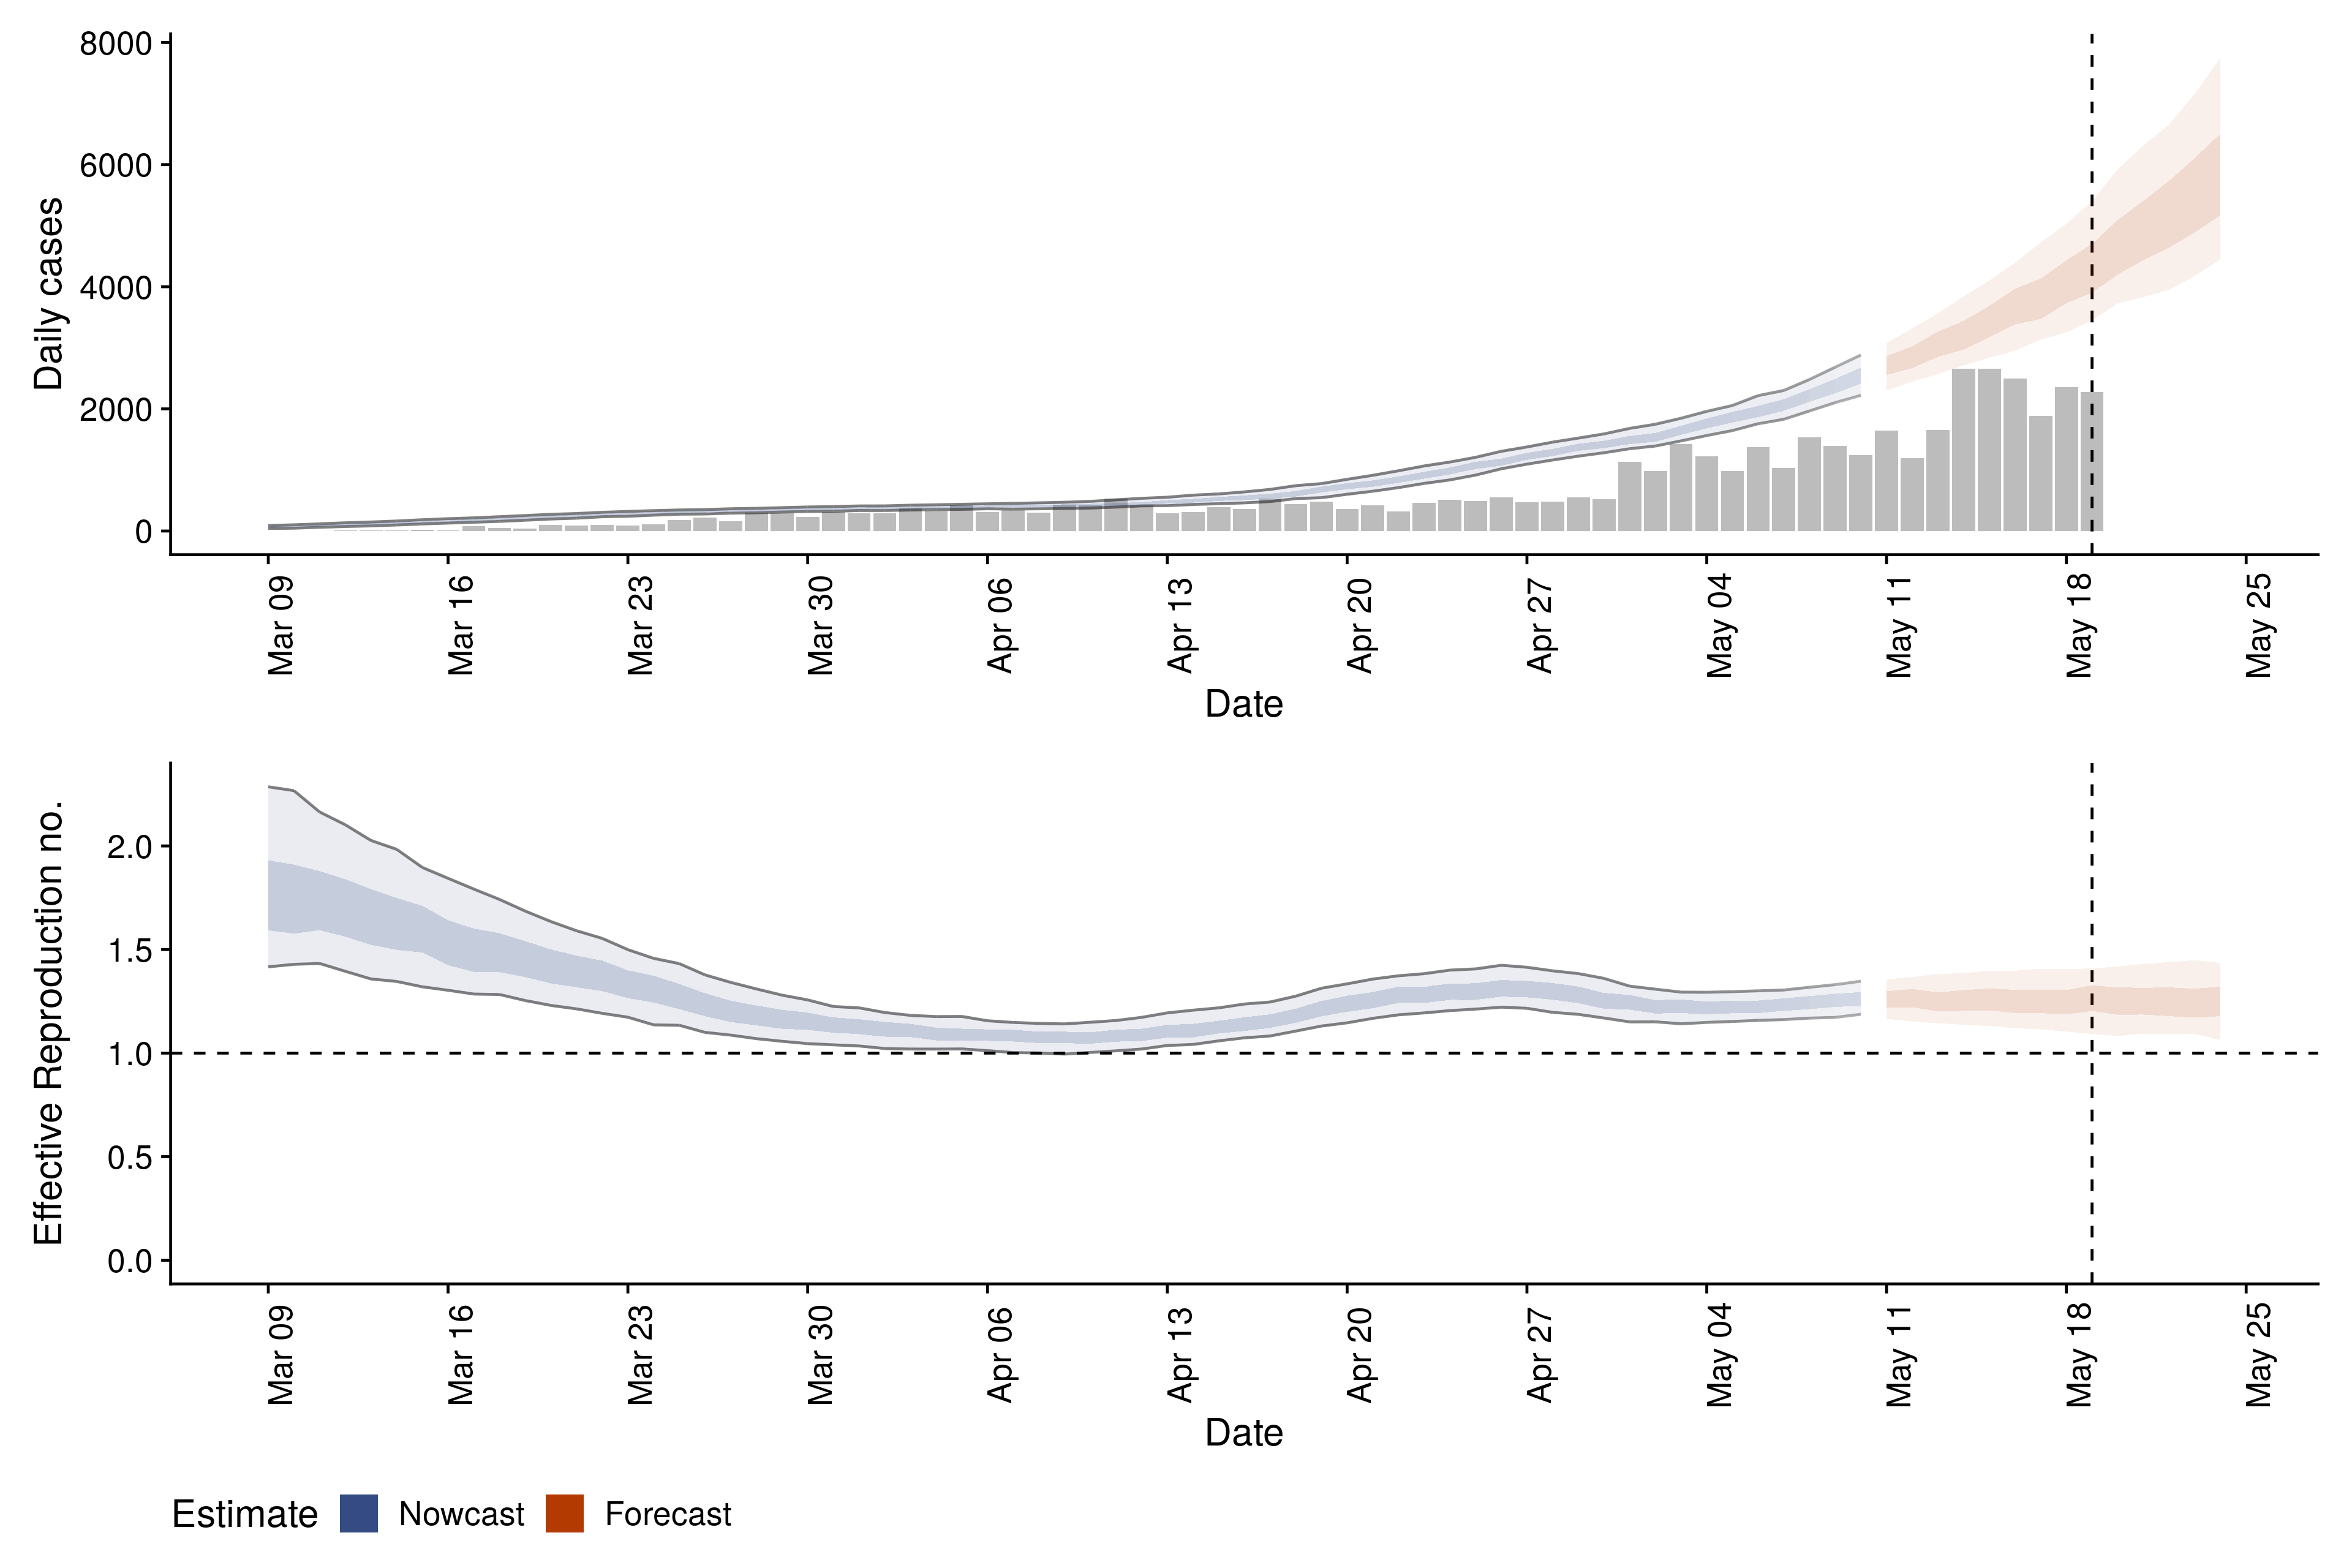 8000
6000
4000
2000
0
Daily cases
Mar 09
Mar 16
Mar 23
Mar 30
Apr 06
Apr 13
Apr 20
Apr 27
May 04
May 11
May 18
May 25
Date
2.0
1.5
1.0
0.5
0.0
Effective Reproduction no.
Mar 09
Mar 16
Mar 23
Mar 30
Apr 06
Apr 13
Apr 20
Apr 27
May 04
May 11
May 18
May 25
Date
Estimate Nowcast Forecast